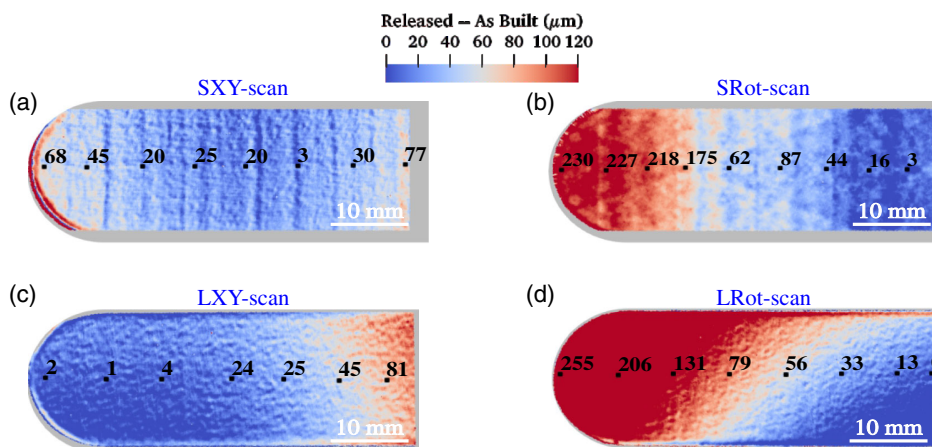 Released – As Built (μm)
0 20 40 60 80 100 120
SXY-scan
SRot-scan
(a)
(b)
68 45 20 25 20 3 30 77
230 227 218 175 62 87 44 16 3
10 mm
10 mm
LXY-scan
LRot-scan
(c)
(d)
2 1 4 24 25 45 81
255 206 131 79 56 33 13
10 mm
10 mm